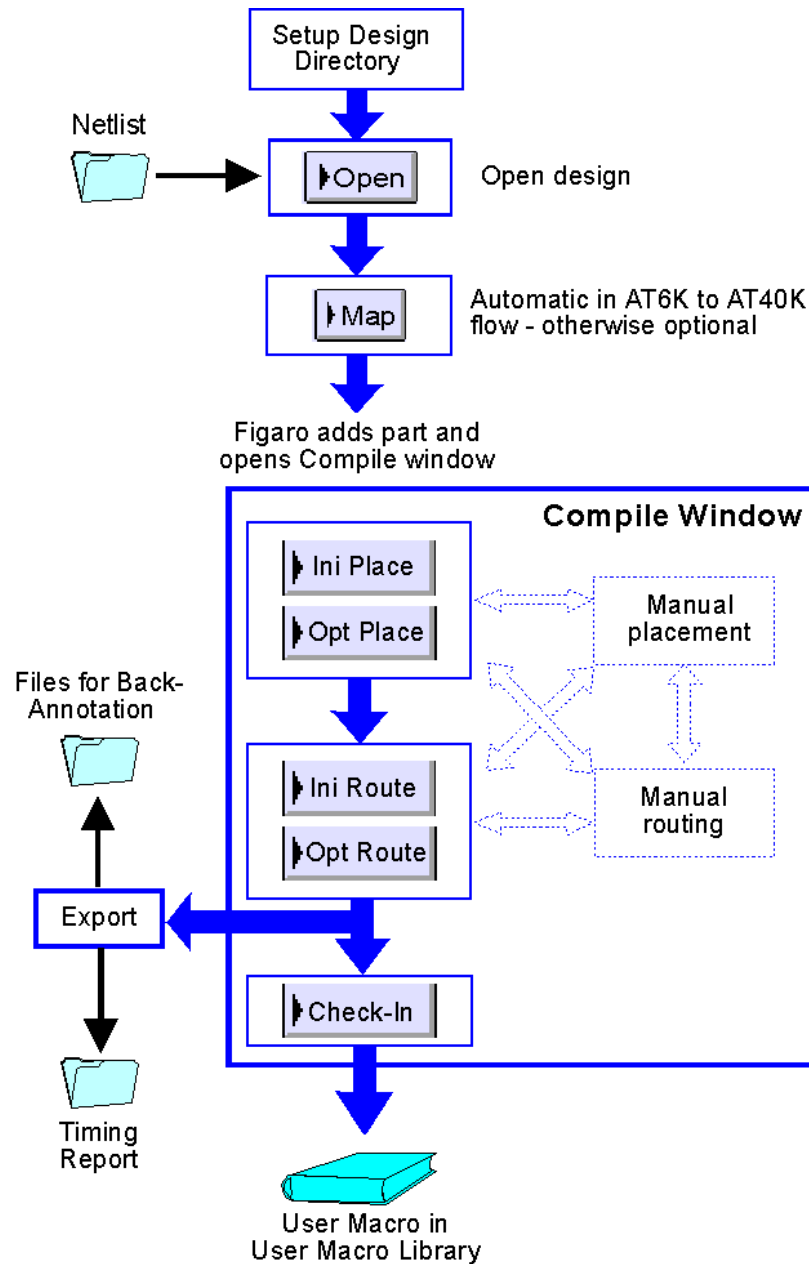 Setup Design
Directory
Netlist
Open
Open design
Map
Automatic in AT6K to AT40K
flow - otherwise optional
Figaro adds part and
opens Compile window
Compile Window
Ini Place
Opt Place
Manual
placement
Files for Back-
Annotation
Ini Route
Opt Route
Manual
routing
Export
Check-In
Timing
Report
User Macro in
User Macro Library